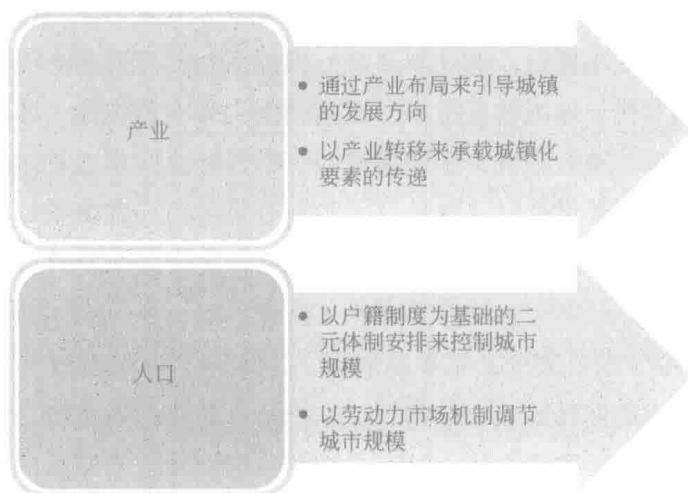 产业
• 通过产业布局来引导城镇
的发展方向
• 以产业转移来承载城镇化
要素的传递
人口
• 以户籍制度为基础的二
元体制安排来控制城市
规模
• 以劳动力市场机制调节
城市规模